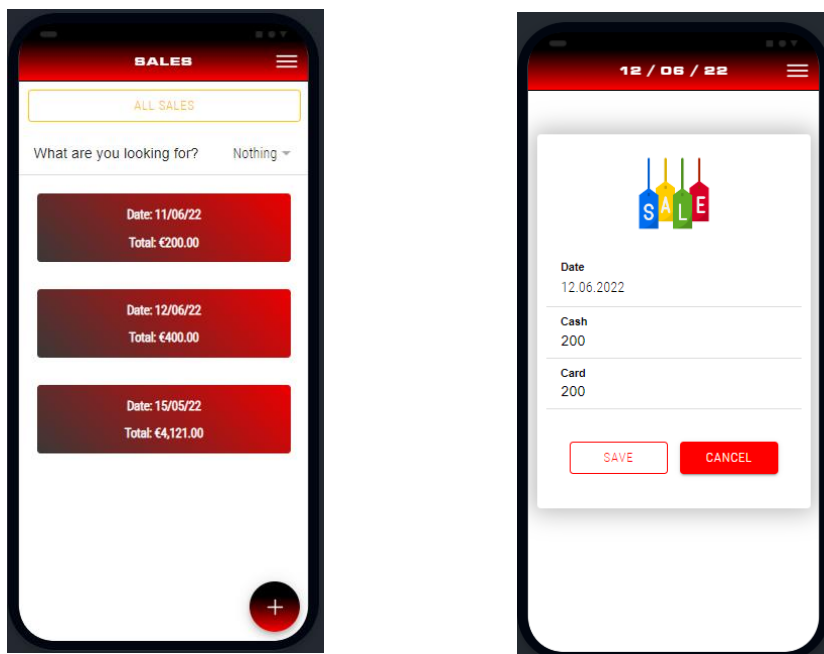 SALES
ALL SALES
What are you looking for? Nothing
Date: 11/06/22
Total: €200.00
Date: 12/06/22
Total: €400.00
Date: 15/05/22
Total: €4,121.00
+
12 / 06 / 22
SALE
Date
12.06.2022
Cash
200
Card
200
SAVE CANCEL